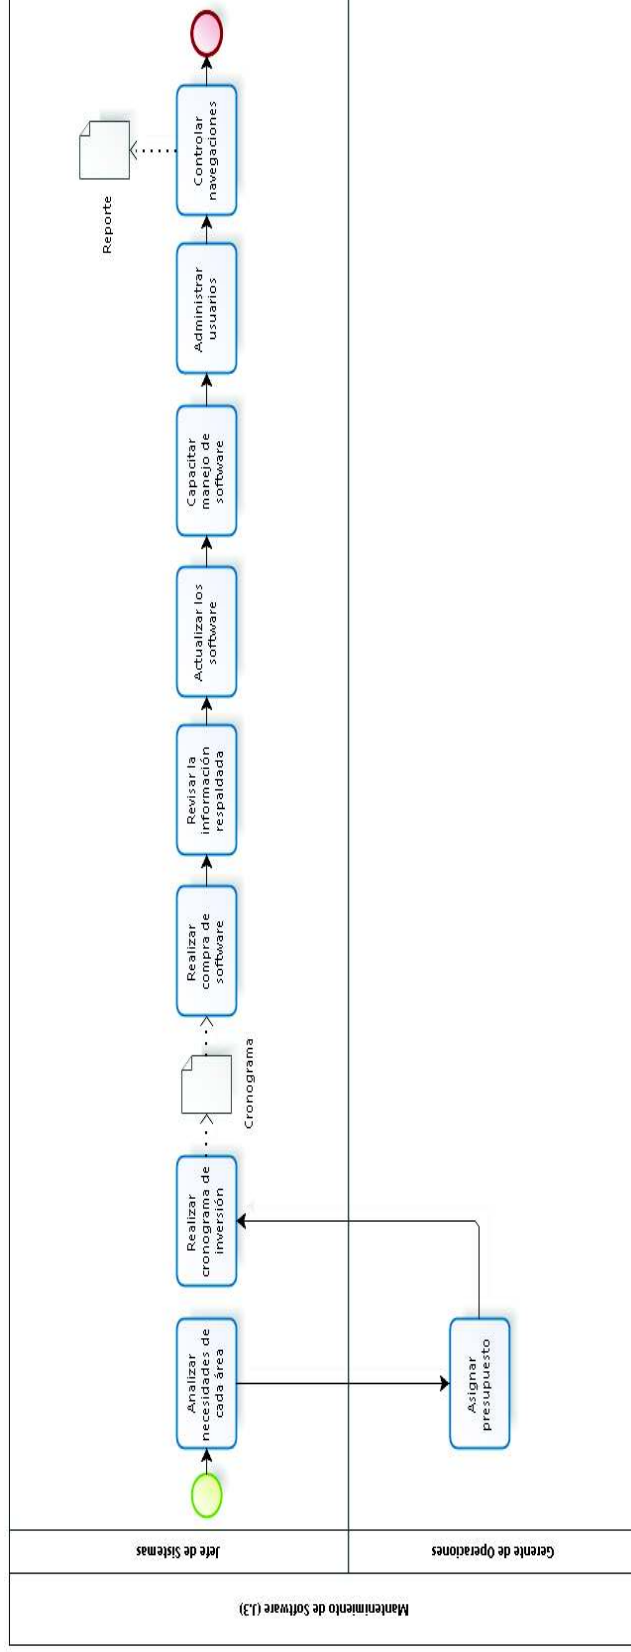 Mantenimiento de Software (J.3)
Jefe de Sistemas
Gerente de Operaciones
Analizar
necesidades de
cada área
Asignar
presupuesto
Realizar
cronograma de
inversión
Cronograma
Realizar
compra de
software
Revisar la
información
respaldada
Actualizar los
software
Capacitar
manejo de
software
Administrar
usuarios
Controlar
navegaciones
Reporte